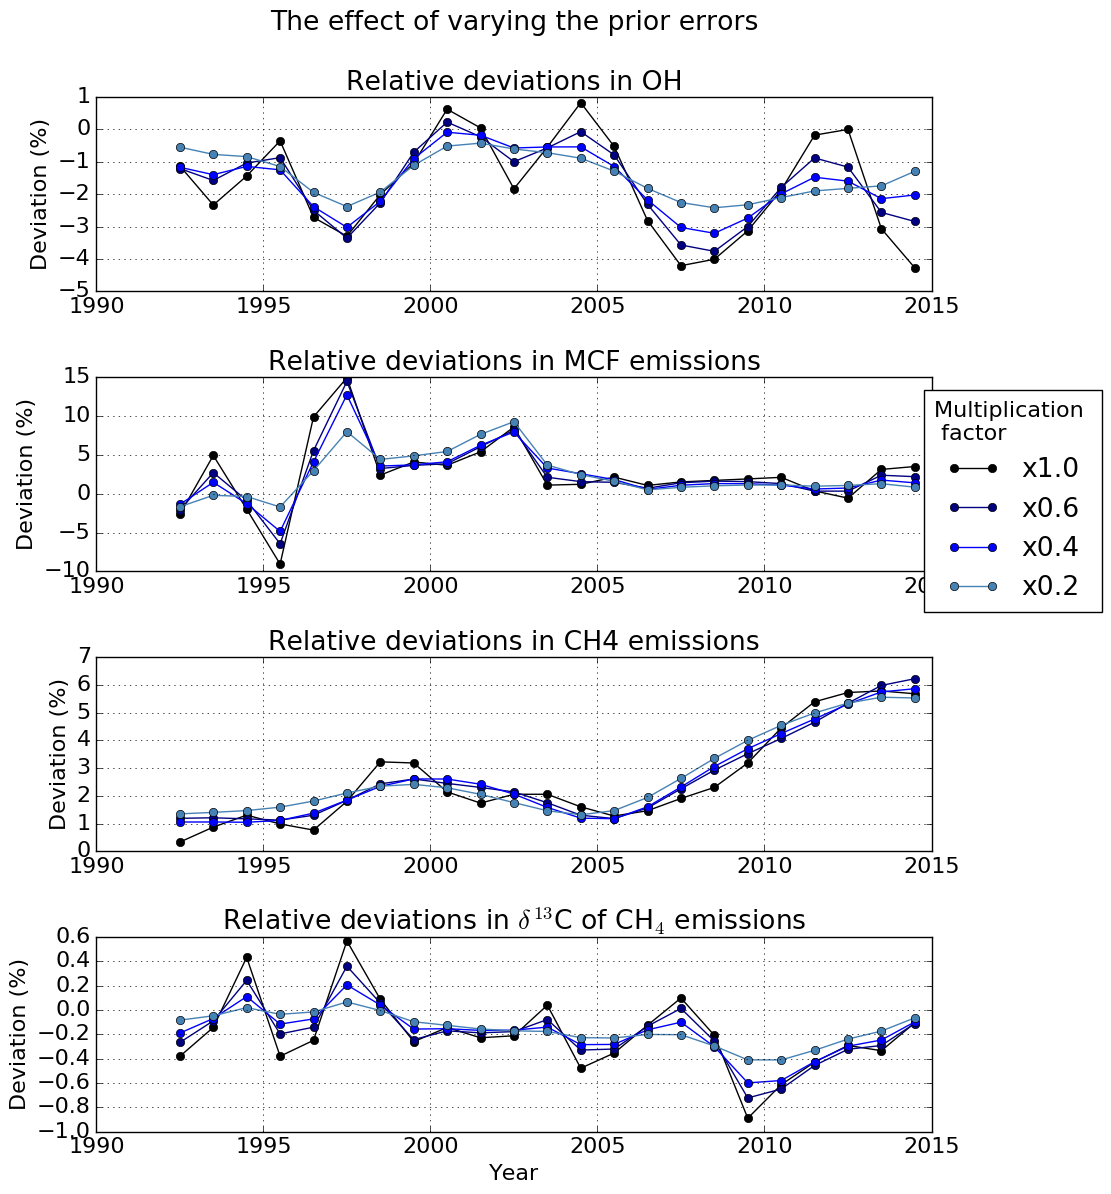 The effect of varying the prior errors
Relative deviations in OH
Deviation (%)
1
0
−1
−2
−3
−4
−5
1990 1995 2000 2005 2010 2015
Relative deviations in MCF emissions
Deviation (%)
15
10
5
0
−5
−10
1990 1995 2000 2005 2010 20
Multiplication
factor
x1.0
x0.6
x0.4
x0.2
Relative deviations in CH4 emissions
Deviation (%)
7
6
5
4
3
2
1
0
1990 1995 2000 2005 2010 2015
Relative deviations in δ¹³C of CH₄ emissions
Deviation (%)
0.6
0.4
0.2
0.0
−0.2
−0.4
−0.6
−0.8
−1.0
1990 1995 2000 2005 2010 2015
Year